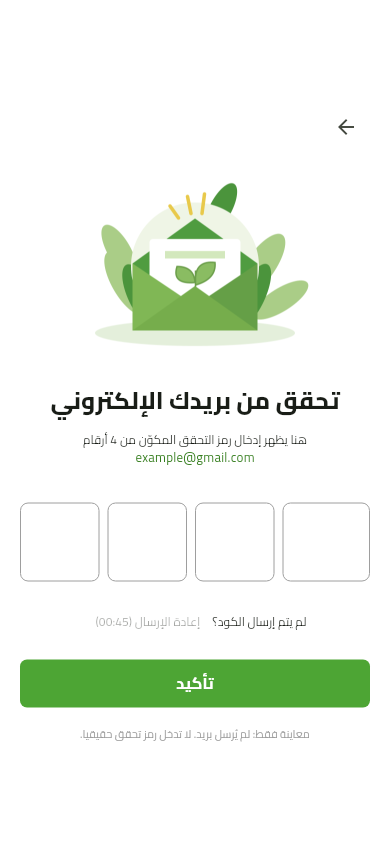 تحقق من بريدك الإلكتروني
هنا يظهر إدخال رمز التحقق المكوّن من 4 أرقام
example@gmail.com
لم يتم إرسال الكود؟ إعادة الإرسال (00:45)
تأكيد
معاينة فقط: لم يُرسل بريد. لا تدخل رمز تحقق حقيقيا.